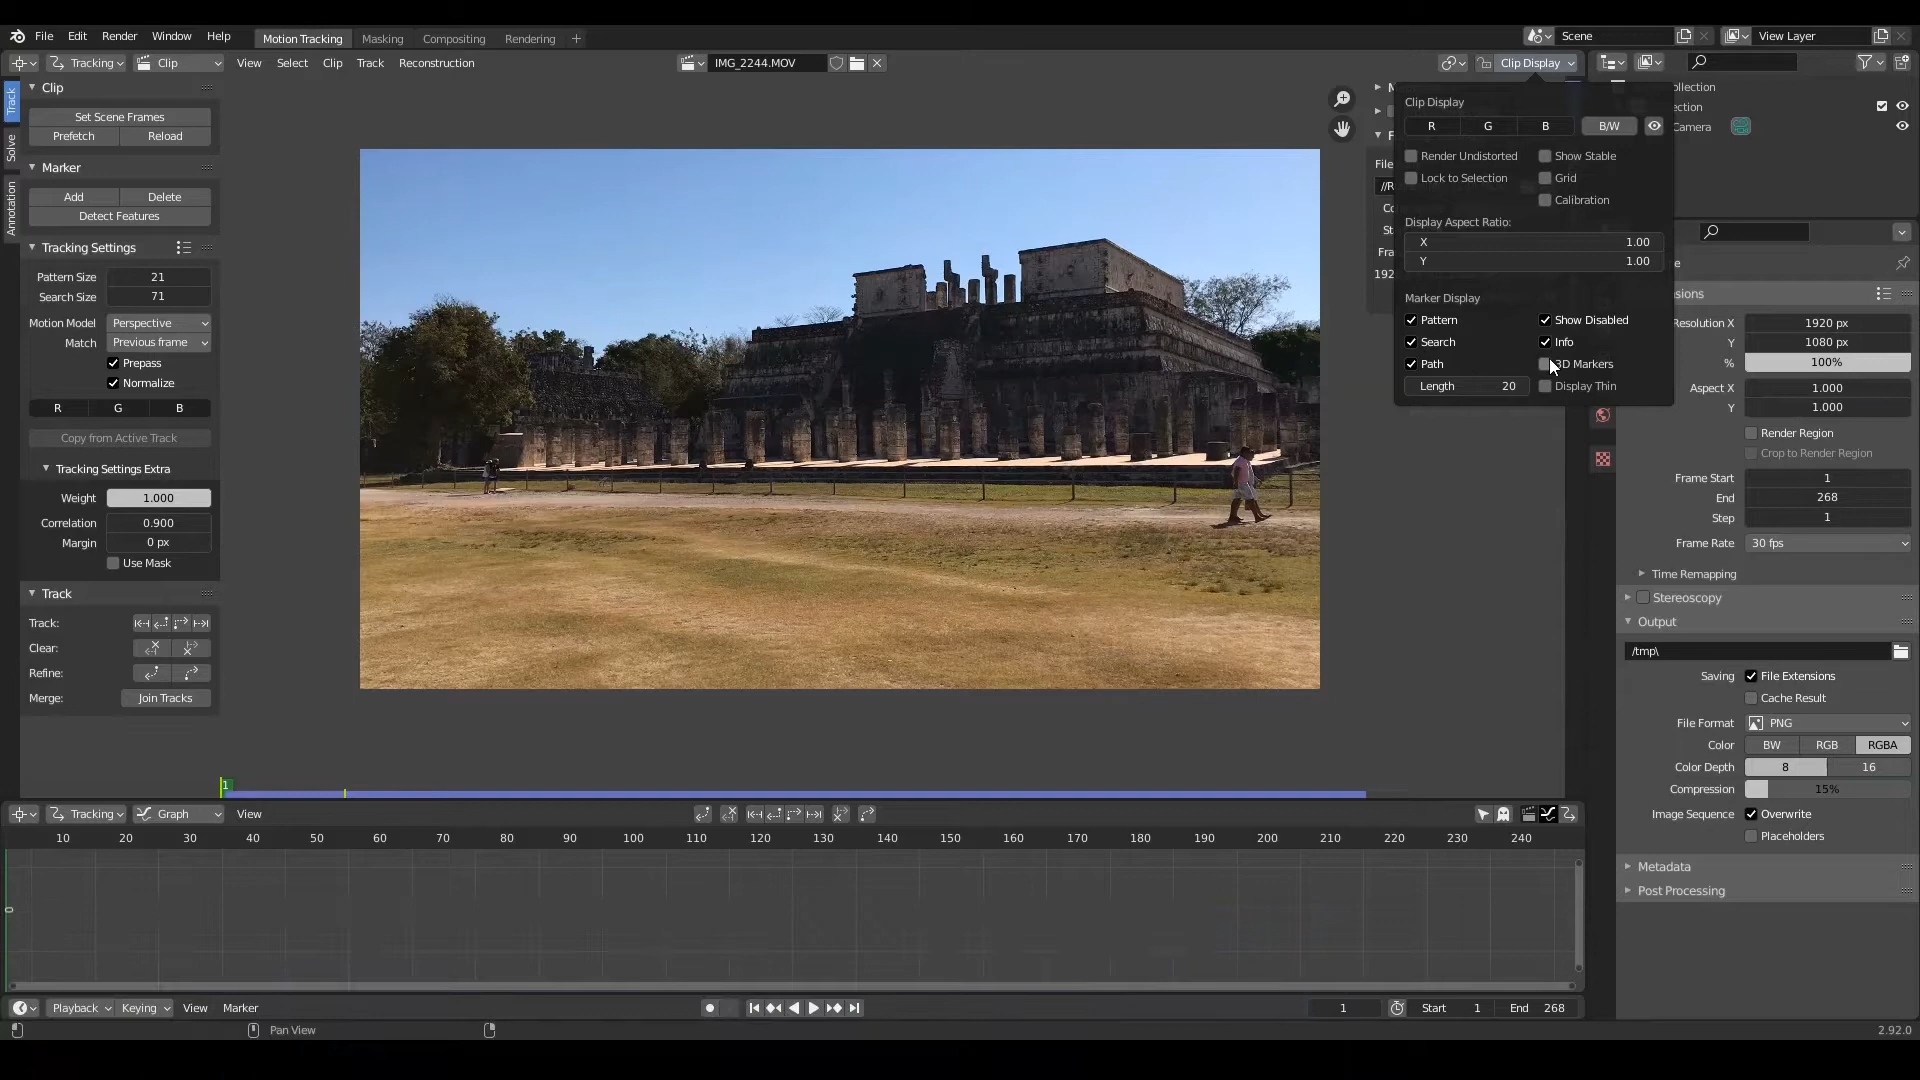 File Edit Render Window Help Motion Tracking Masking Compositing Rendering + Scene View Layer
Tracking Clip View Select Clip Track Reconstruction IMG_2244.MOV Clip Display
Track
Solve
Annotation
Clip
Set Scene Frames
Prefetch Reload
Marker
Add Delete
Detect Features
Tracking Settings
Pattern Size 21
Search Size 71
Motion Model Perspective
Match Previous frame
Prepass
Normalize
R G B
Copy from Active Track
Tracking Settings Extra
Weight 1.000
Correlation 0.900
Margin 0 px
Use Mask
Track
Track:
Clear:
Refine:
Merge: Join Tracks
Clip Display
R G B B/W
Render Undistorted Show Stable
Lock to Selection Grid
Calibration
Display Aspect Ratio:
X 1.00
Y 1.00
Marker Display
Pattern Show Disabled
Search Info
Path 3D Markers
Length 20 Display Thin
File
//R
Co
St
Fra
192
ollection
ection
Camera
e
nsions
Resolution X 1920 px
Y 1080 px
% 100%
Aspect X 1.000
Y 1.000
Render Region
Crop to Render Region
Frame Start 1
End 268
Step 1
Frame Rate 30 fps
Time Remapping
Stereoscopy
Output
/tmp\
Saving File Extensions
Cache Result
File Format PNG
Color BW RGB RGBA
Color Depth 8 16
Compression 15%
Image Sequence Overwrite
Placeholders
Metadata
Post Processing
1
Tracking Graph View
10 20 30 40 50 60 70 80 90 100 110 120 130 140 150 160 170 180 190 200 210 220 230 240
Playback Keying View Marker 1 Start 1 End 268
Pan View 2.92.0